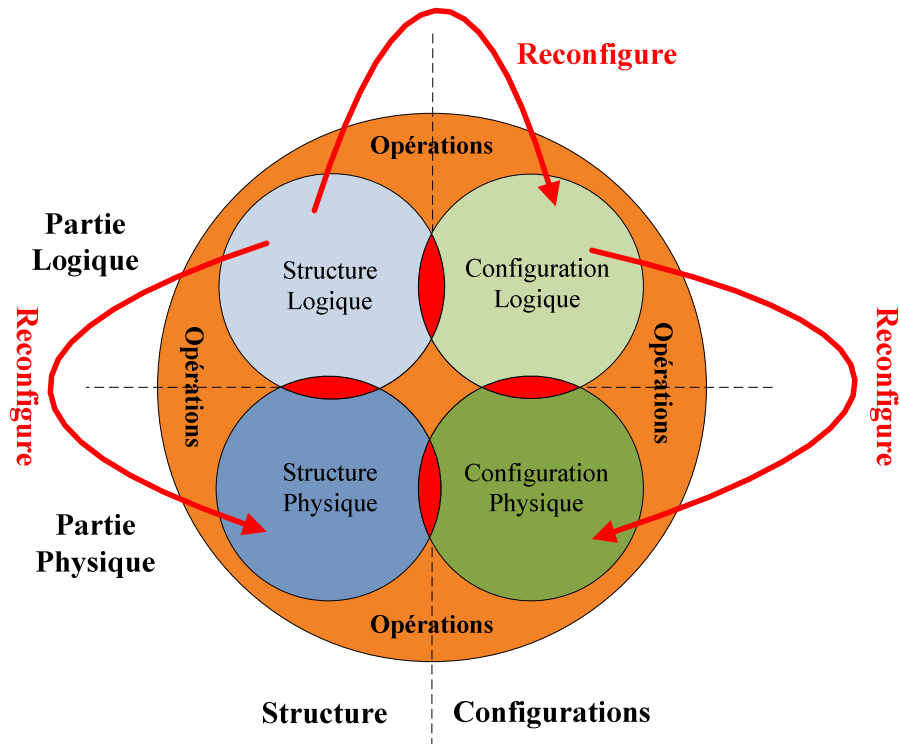 Reconfigure
Opérations
Partie
Logique
Structure
Logique
Configuration
Logique
Reconfigure
Opérations
Opérations
Reconfigure
Structure
Physique
Configuration
Physique
Partie
Physique
Opérations
Structure
Configurations